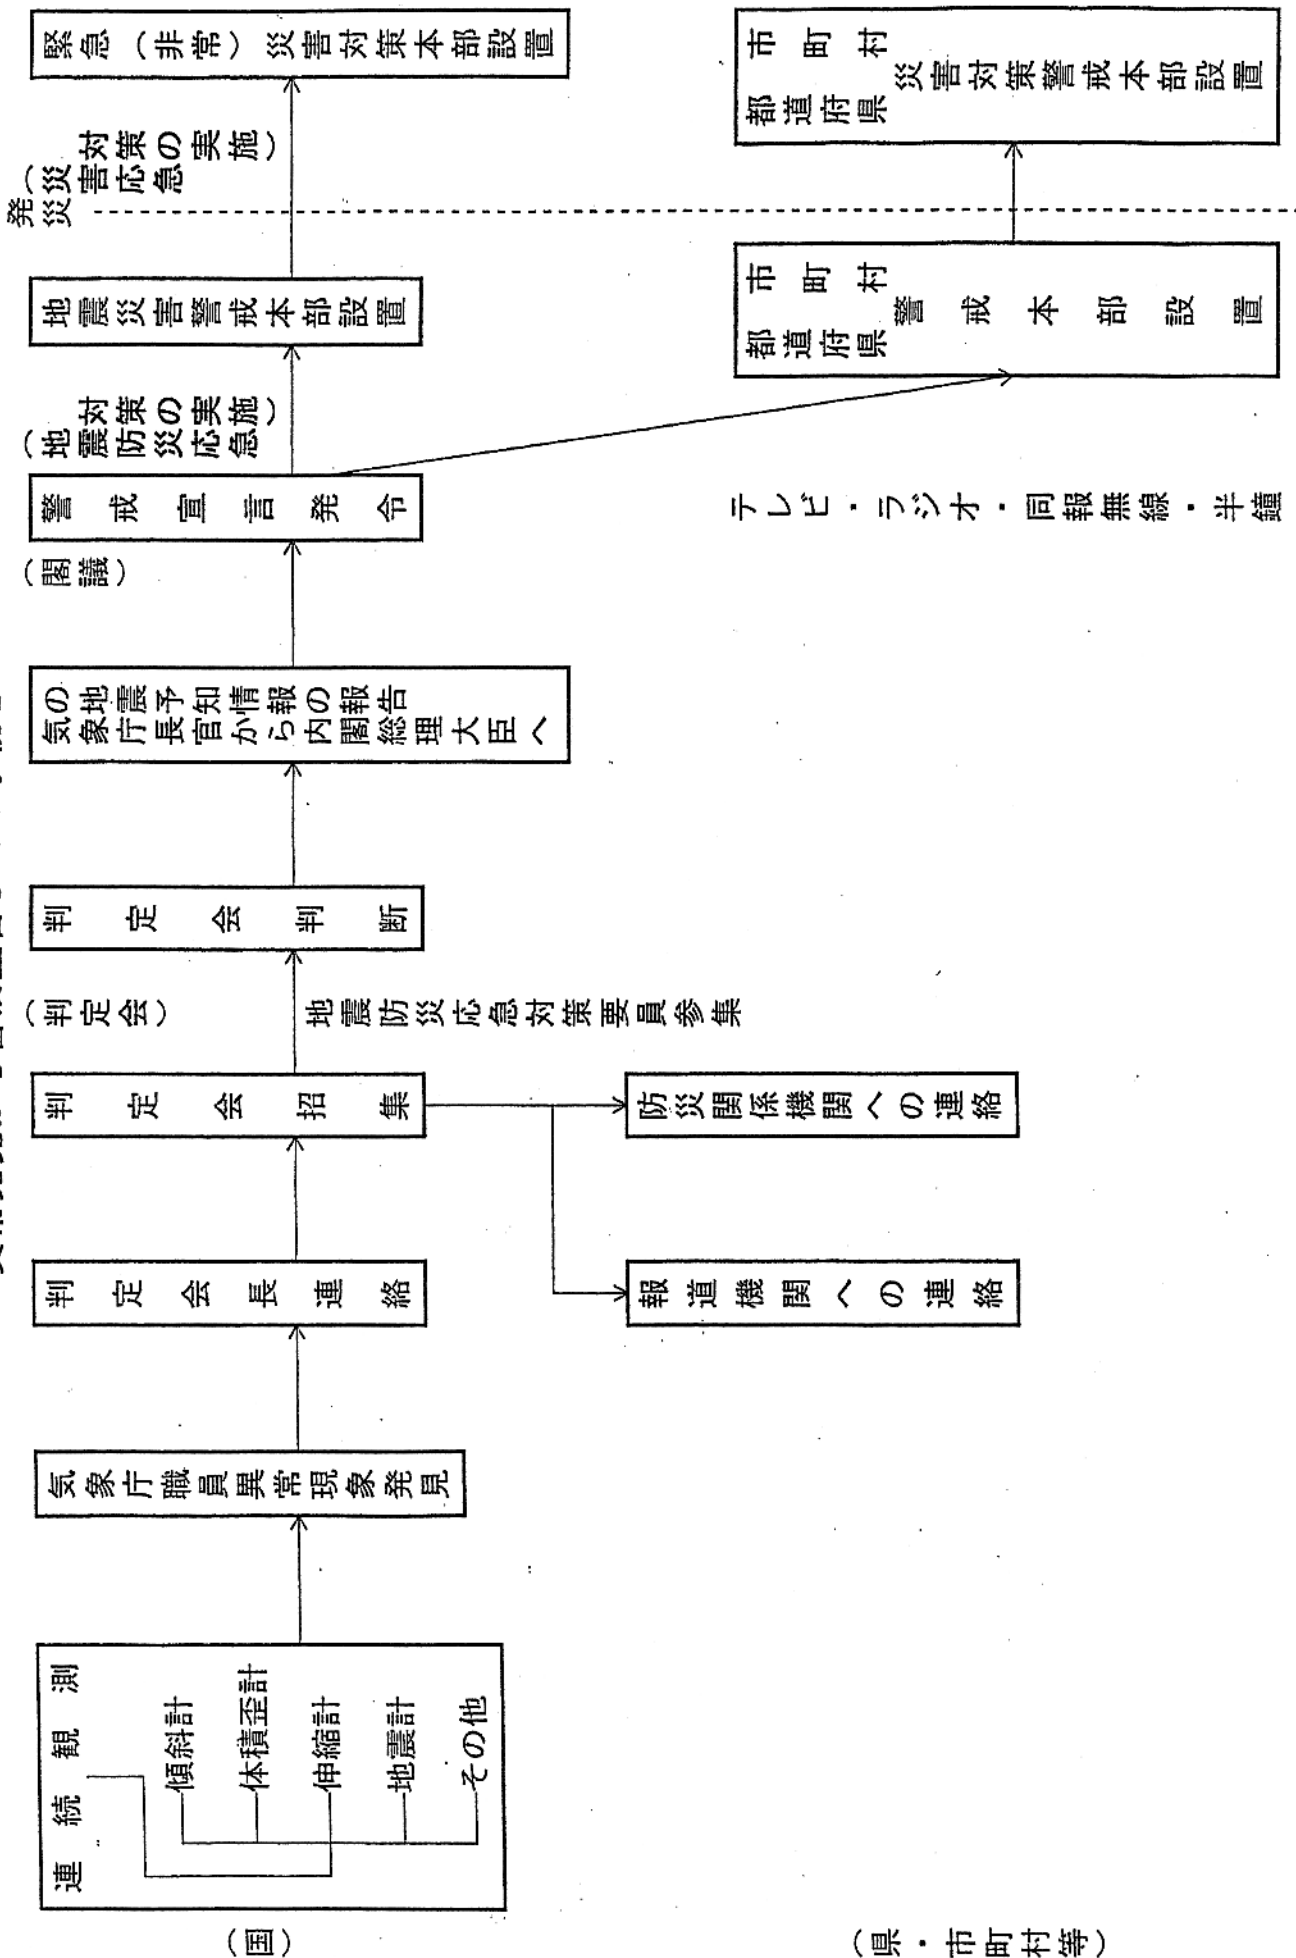 (国)
連続観測
傾斜計
体積歪計
伸縮計
地震計
その他
気象庁職員異常現象発見
判定会長連絡
判定会招集
報道機関への連絡
防災関係機関への連絡
(判定会)
地震防災応急対策要員参集
判定会判断
気象庁長官から内閣総理大臣へ
の地震予知情報の報告
(閣議)
警戒宣言発令
(地震防災応急
対策の実施)
地震災害警戒本部設置
発災
(災害応急
対策の実施)
緊急(非常)災害対策本部設置
(県・市町村等)
テレビ・ラジオ・同報無線・半鐘
都道府県
市町村
警戒本部設置
都道府県
市町村
災害対策警戒本部設置